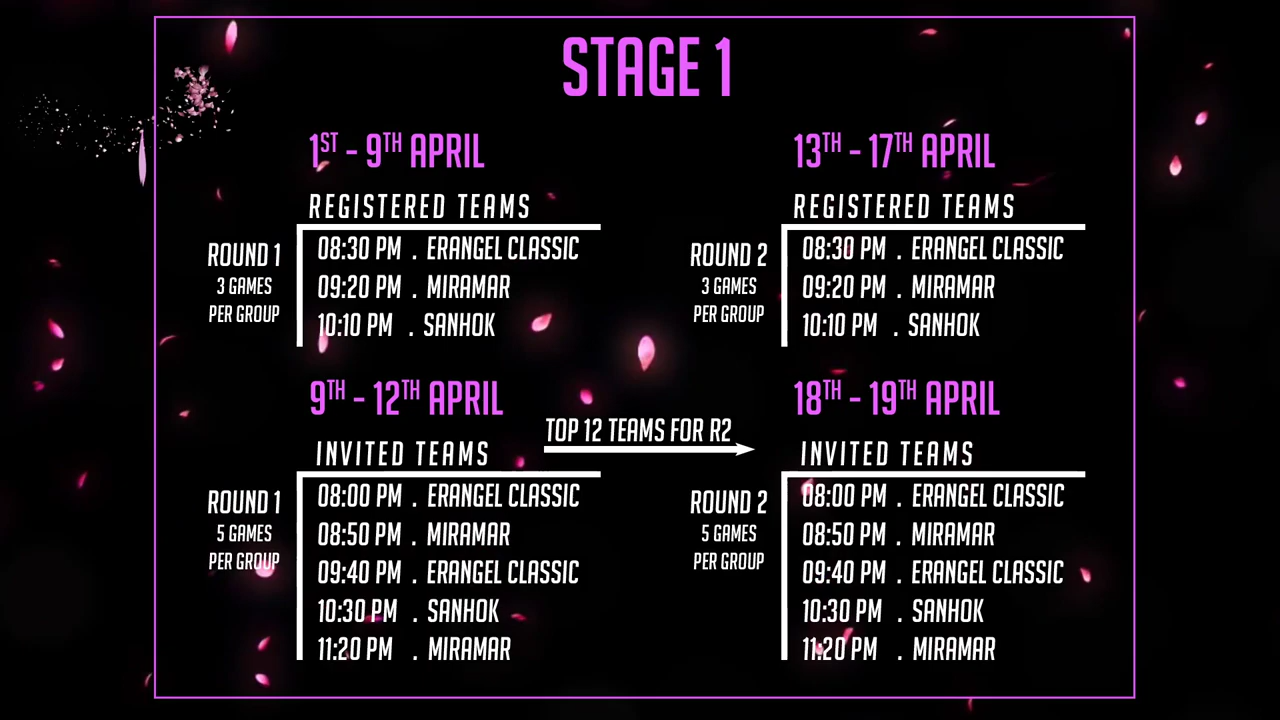 STAGE 1
1ST - 9TH APRIL
REGISTERED TEAMS
ROUND 1
3 GAMES
PER GROUP
08:30 PM . ERANGEL CLASSIC
09:20 PM . MIRAMAR
10:10 PM . SANHOK
13TH - 17TH APRIL
REGISTERED TEAMS
ROUND 2
3 GAMES
PER GROUP
08:30 PM . ERANGEL CLASSIC
09:20 PM . MIRAMAR
10:10 PM . SANHOK
9TH - 12TH APRIL
INVITED TEAMS
ROUND 1
5 GAMES
PER GROUP
08:00 PM . ERANGEL CLASSIC
08:50 PM . MIRAMAR
09:40 PM . ERANGEL CLASSIC
10:30 PM . SANHOK
11:20 PM . MIRAMAR
TOP 12 TEAMS FOR R2
18TH - 19TH APRIL
INVITED TEAMS
ROUND 2
5 GAMES
PER GROUP
08:00 PM . ERANGEL CLASSIC
08:50 PM . MIRAMAR
09:40 PM . ERANGEL CLASSIC
10:30 PM . SANHOK
11:20 PM . MIRAMAR